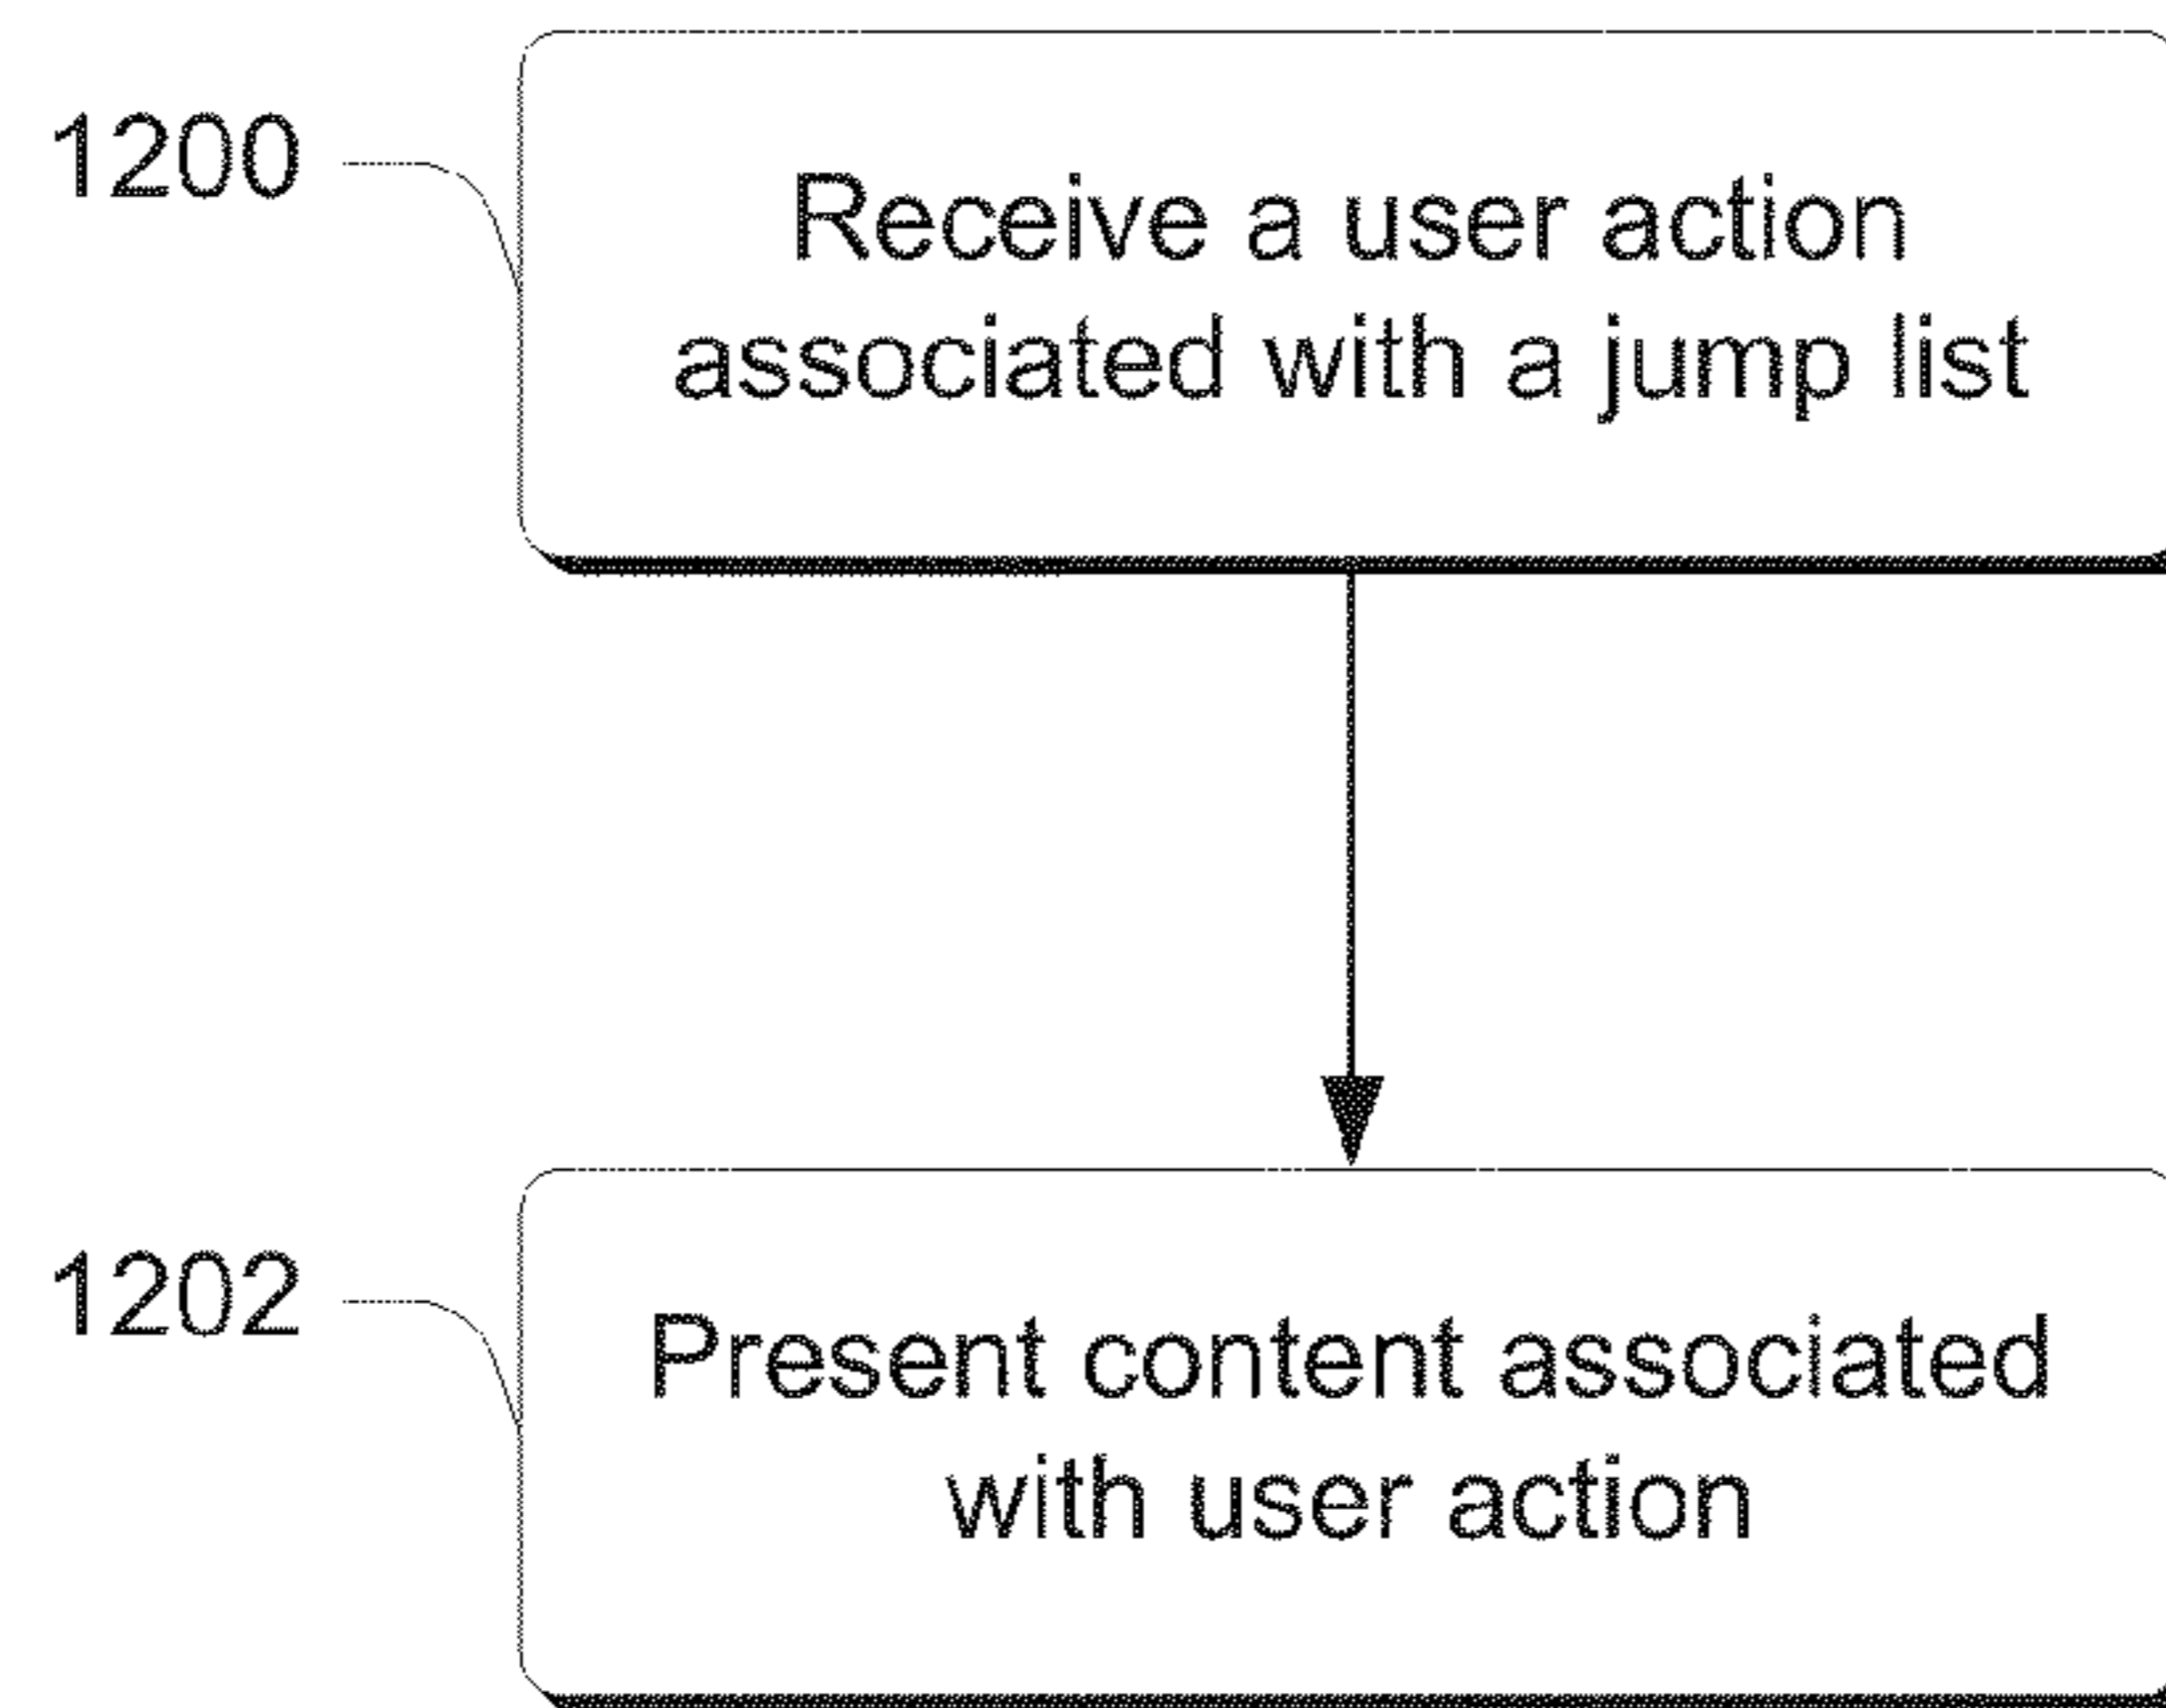 1200
Receive a user action
associated with a jump list
1202
Present content associated
with user action